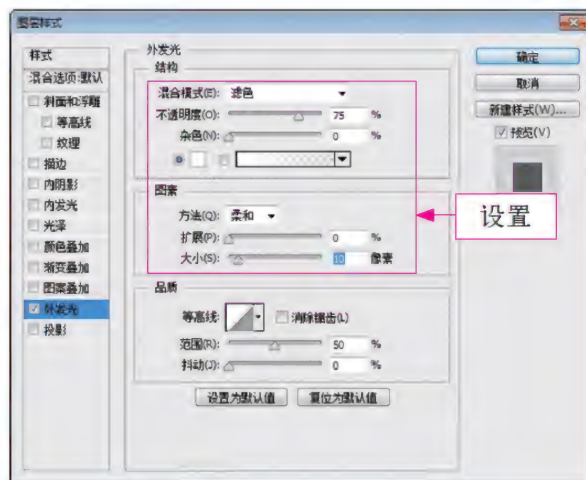 图层样式
样式
混合选项:默认
斜面和浮雕
等高线
纹理
描边
内阴影
内发光
光泽
颜色叠加
渐变叠加
图案叠加
外发光
投影
外发光
结构
混合模式(E): 滤色
不透明度(O): 75 %
杂色(N): 0 %
图素
方法(Q): 柔和
扩展(P): 0 %
大小(S): 10 像素
品质
等高线: 消除锯齿(L)
范围(R): 50 %
抖动(J): 0 %
设置为默认值 复位为默认值
确定
取消
新建样式(W)...
预览(V)
设置